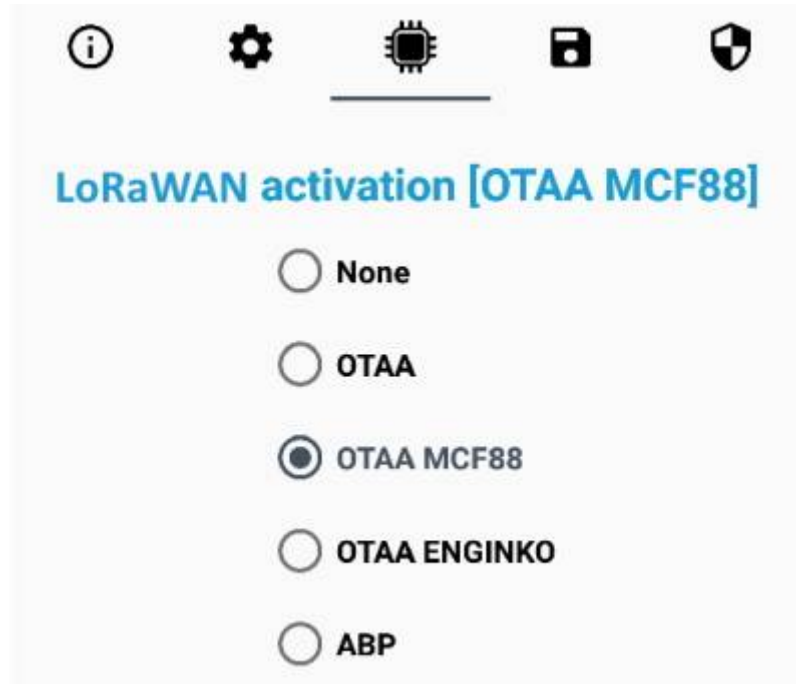 LoRaWAN activation [OTAA MCF88]
None
OTAA
OTAA MCF88
OTAA ENGINKO
ABP